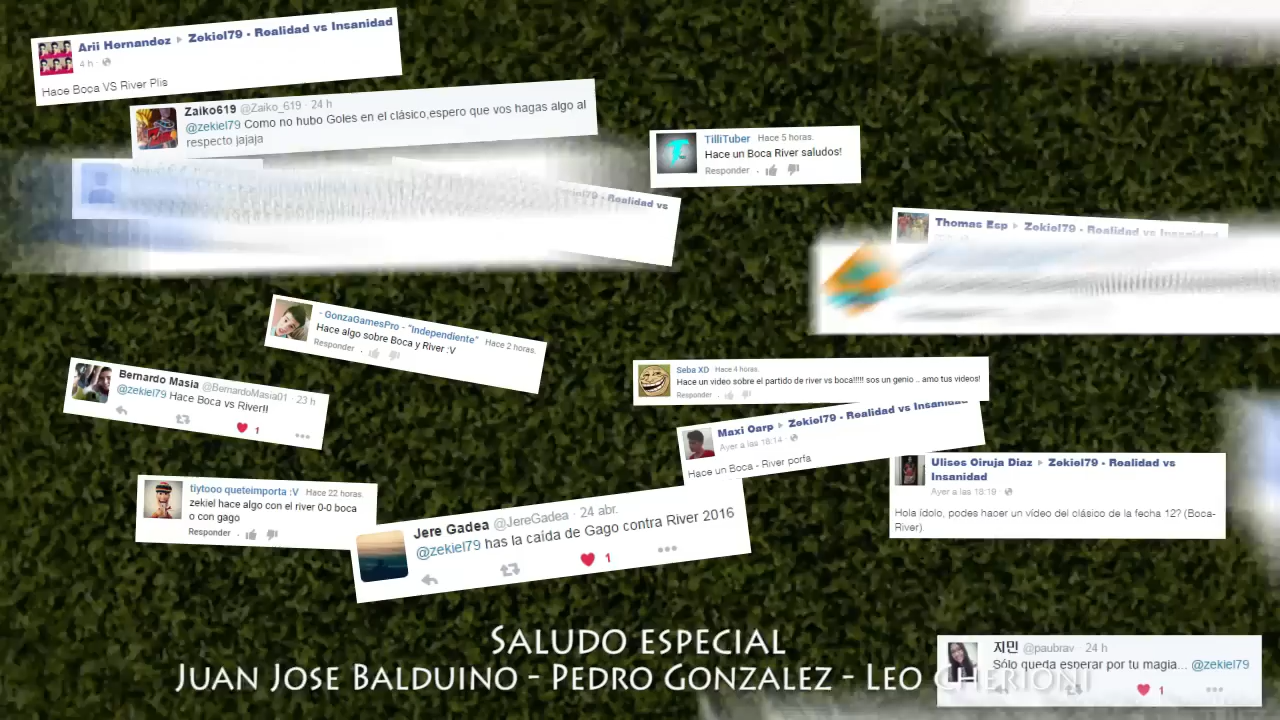 Arii Hernandez ▸ Zekiel79 - Realidad vs Insanidad
4 h ·
Hace Boca VS River Plis
Zaiko619 @Zaiko_619 · 24 h
@zekiel79 Como no hubo Goles en el clásico,espero que vos hagas algo al
respecto jajaja
TilliTuber Hace 5 horas.
Hace un Boca River saludos!
Responder ·
Realidad vs
Thomas Esp ▸ Zekiel79 - Realidad vs Insanidad
- GonzaGamesPro - "Independiente" Hace 2 horas.
Hace algo sobre Boca y River :V
Responder ·
Bernardo Masia @BernardoMasia01 · 23 h
@zekiel79 Hace Boca vs River!!
1
Seba XD Hace 4 horas.
Hace un video sobre el partido de river vs boca!!!!! sos un genio .. amo tus videos!
Responder ·
Maxi Oarp ▸ Zekiel79 - Realidad vs Insanidad
Ayer a las 18:14 ·
Hace un Boca - River porfa
Ulises Ciruja Diaz ▸ Zekiel79 - Realidad vs
Insanidad
Ayer a las 16:19 ·
Hola ídolo, podes hacer un vídeo del clásico de la fecha 12? (Boca-
River).
tiytooo queteimporta :V Hace 22 horas.
zekiel hace algo con el river 0-0 boca
o con gago
Responder ·
Jere Gadea @JereGadea · 24 abr.
@zekiel79 has la caída de Gago contra River 2016
1
지민 @paubrav · 24 h
Sólo queda esperar por tu magia... @zekiel79
1
Saludo especial
Juan Jose Balduino - Pedro Gonzalez - Leo Cherioni